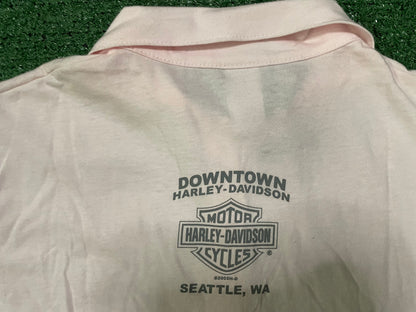 DOWNTOWN
HARLEY-DAVIDSON
MOTOR
HARLEY-DAVIDSON
CYCLES
®
SEATTLE, WA